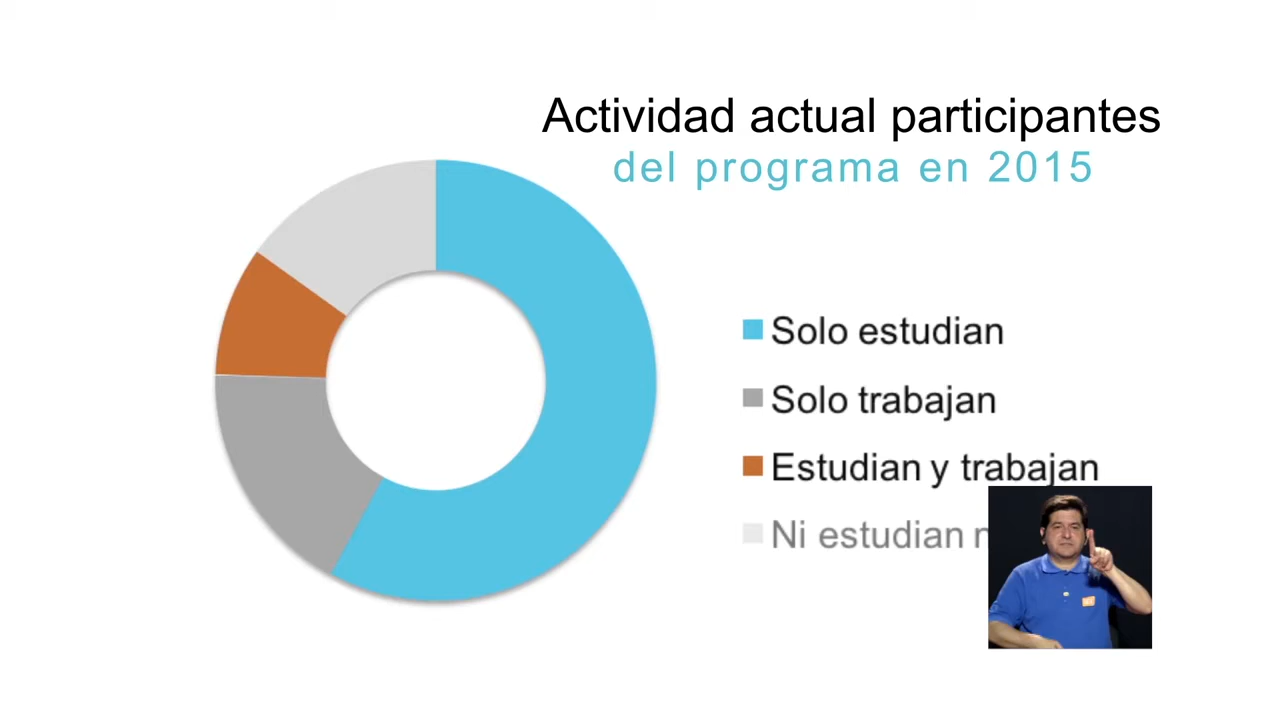 Actividad actual participantes
del programa en 2015
Solo estudian
Solo trabajan
Estudian y trabajan
Ni estudian